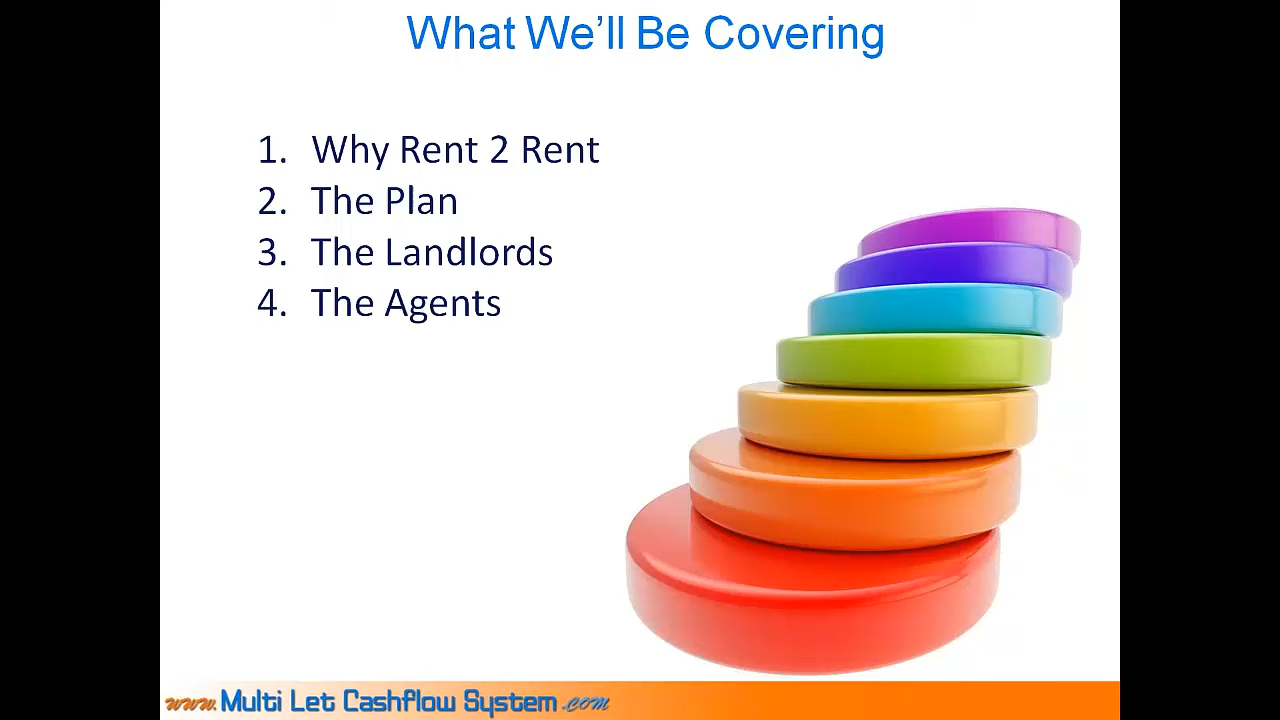 What We'll Be Covering
1. Why Rent 2 Rent
2. The Plan
3. The Landlords
4. The Agents
www.Multi Let Cashflow System.com